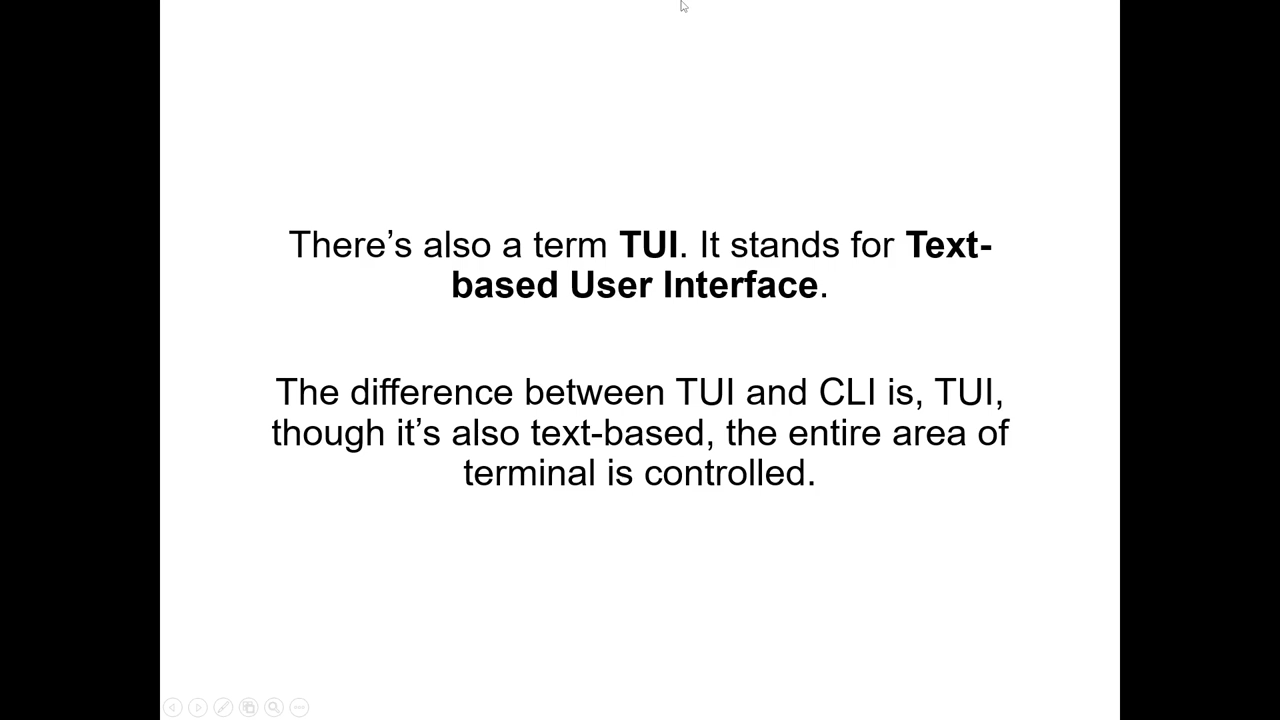 There’s also a term TUI. It stands for Text-
based User Interface.
The difference between TUI and CLI is, TUI,
though it’s also text-based, the entire area of
terminal is controlled.